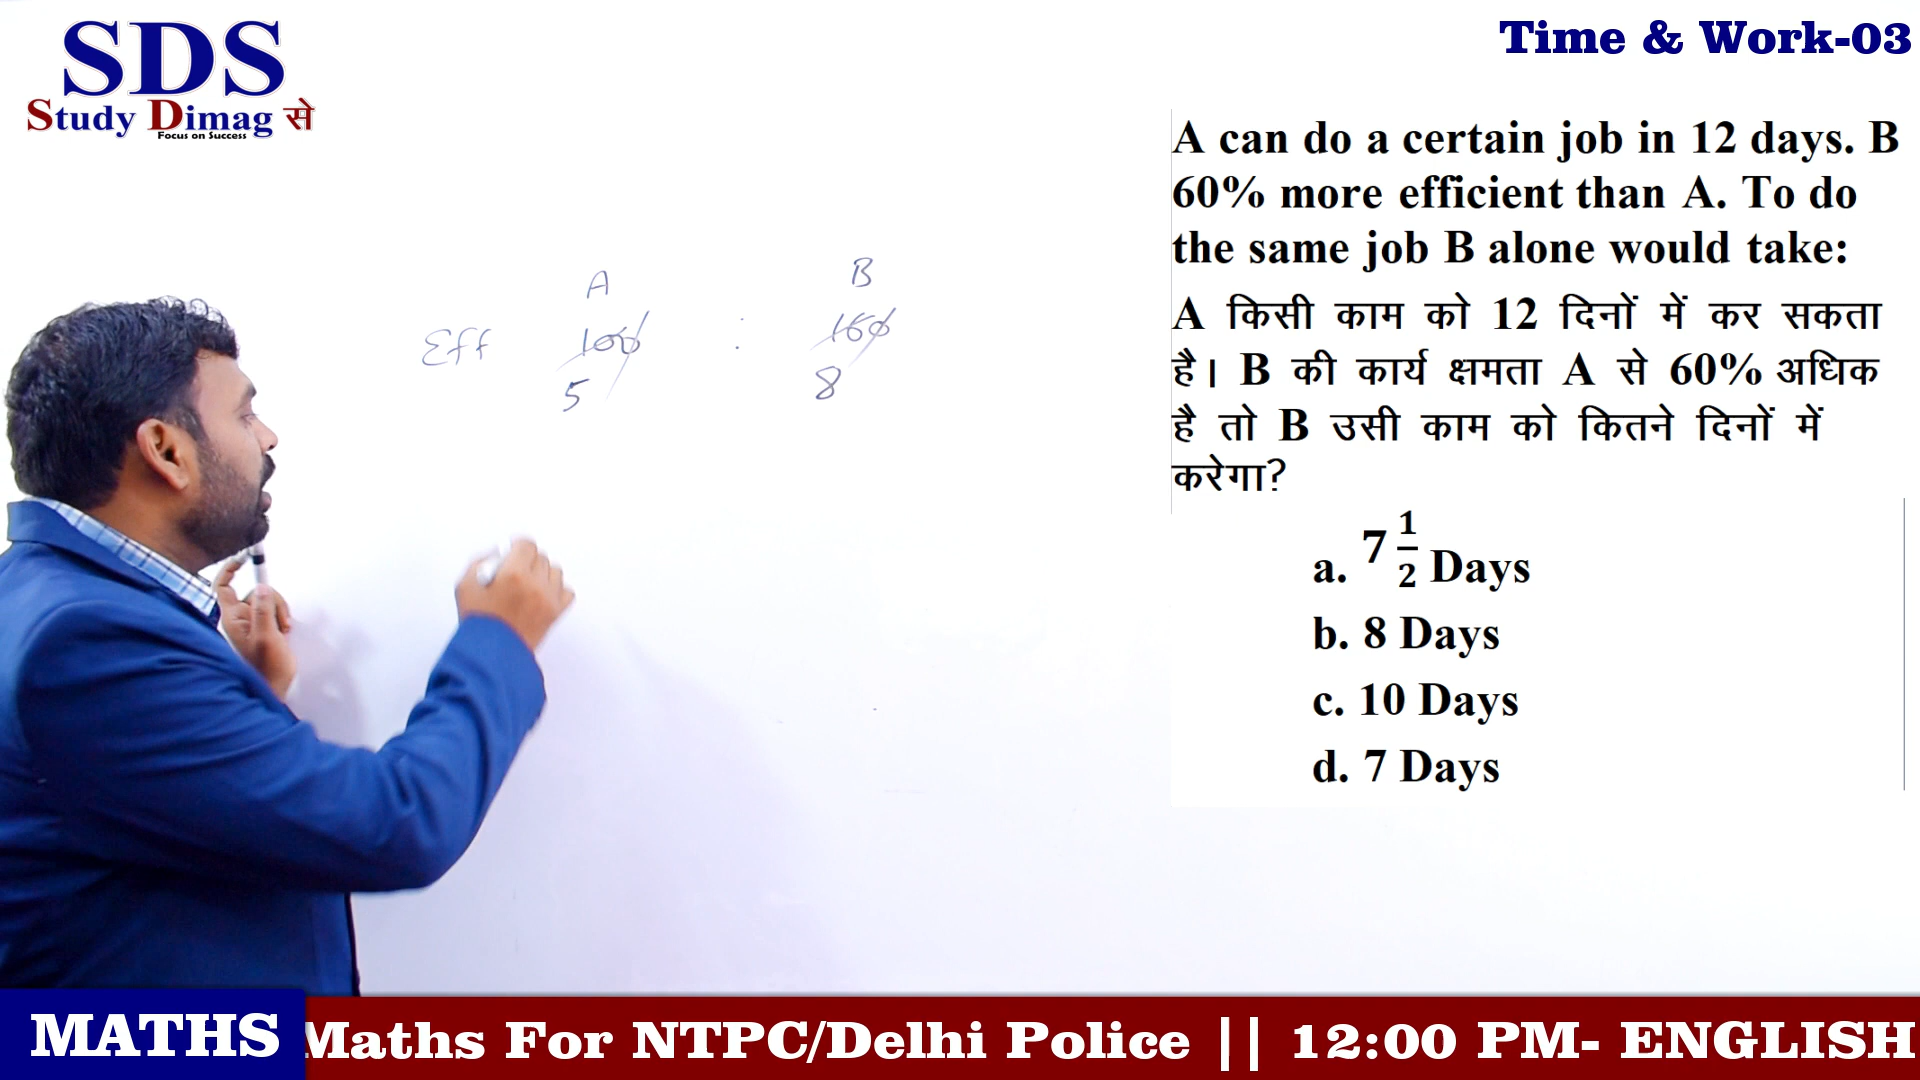 SDS
Study Dimag से
Focus on Success
Time & Work-03
A can do a certain job in 12 days. B
60% more efficient than A. To do
the same job B alone would take:
A किसी काम को 12 दिनों में कर सकता
है। B की कार्य क्षमता A से 60% अधिक
है तो B उसी काम को कितने दिनों में
करेगा?
a. 7 1/2 Days
b. 8 Days
c. 10 Days
d. 7 Days
A B
Eff 100 : 160
5 8
MATHS
Maths For NTPC/Delhi Police || 12:00 PM- ENGLISH